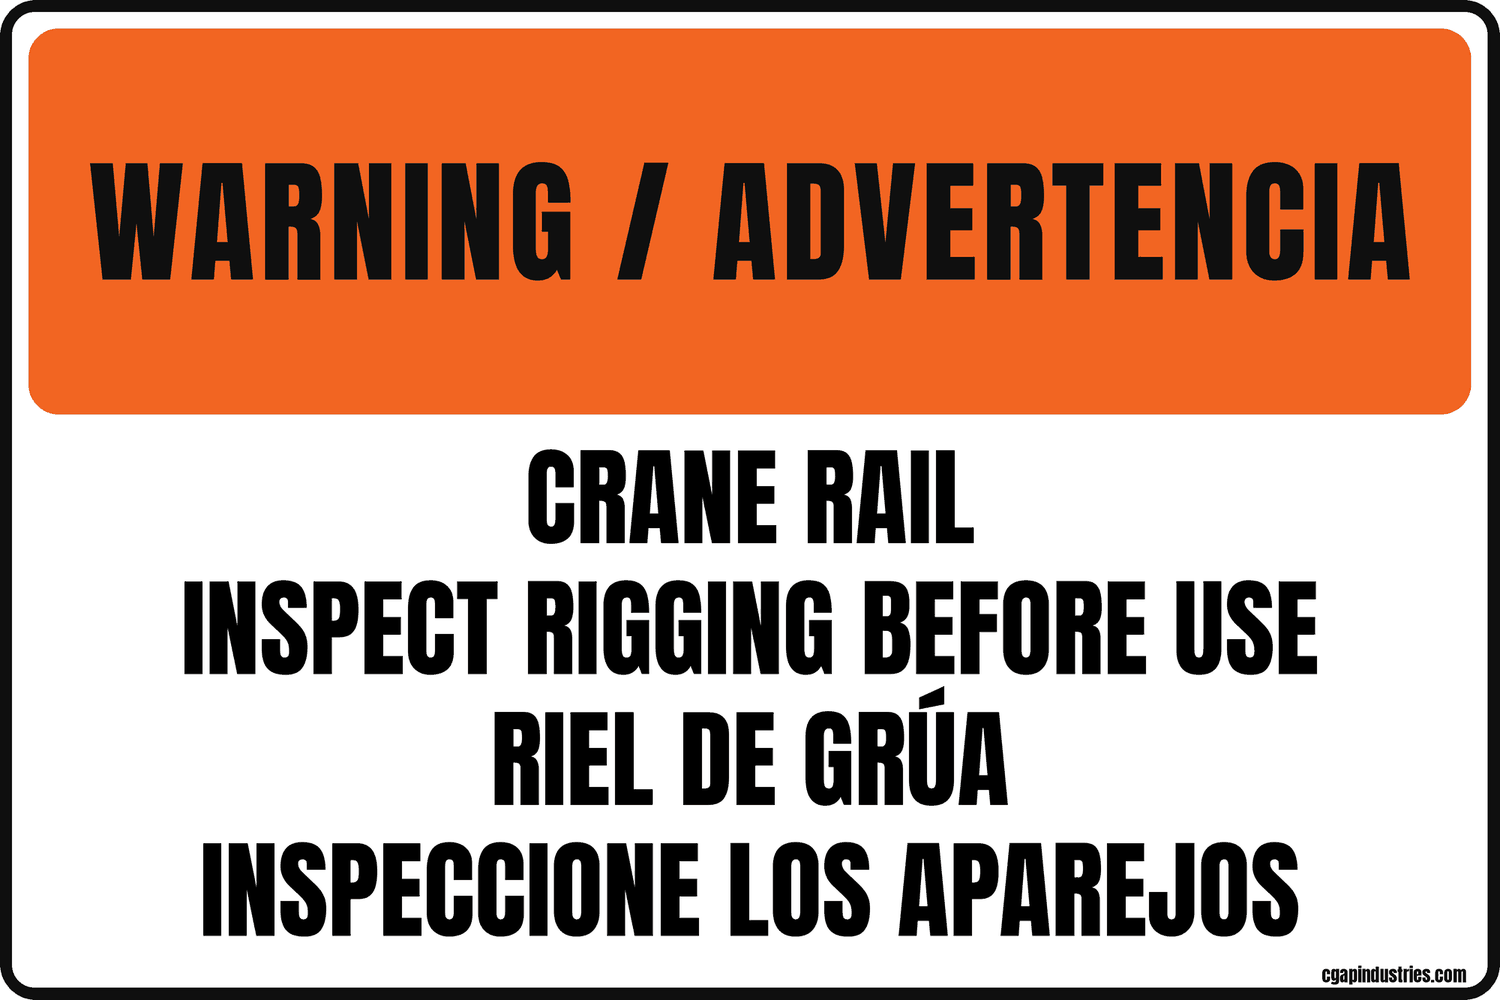 WARNING / ADVERTENCIA
CRANE RAIL
INSPECT RIGGING BEFORE USE
RIEL DE GRÚA
INSPECCIONE LOS APAREJOS
cgapindustries.com